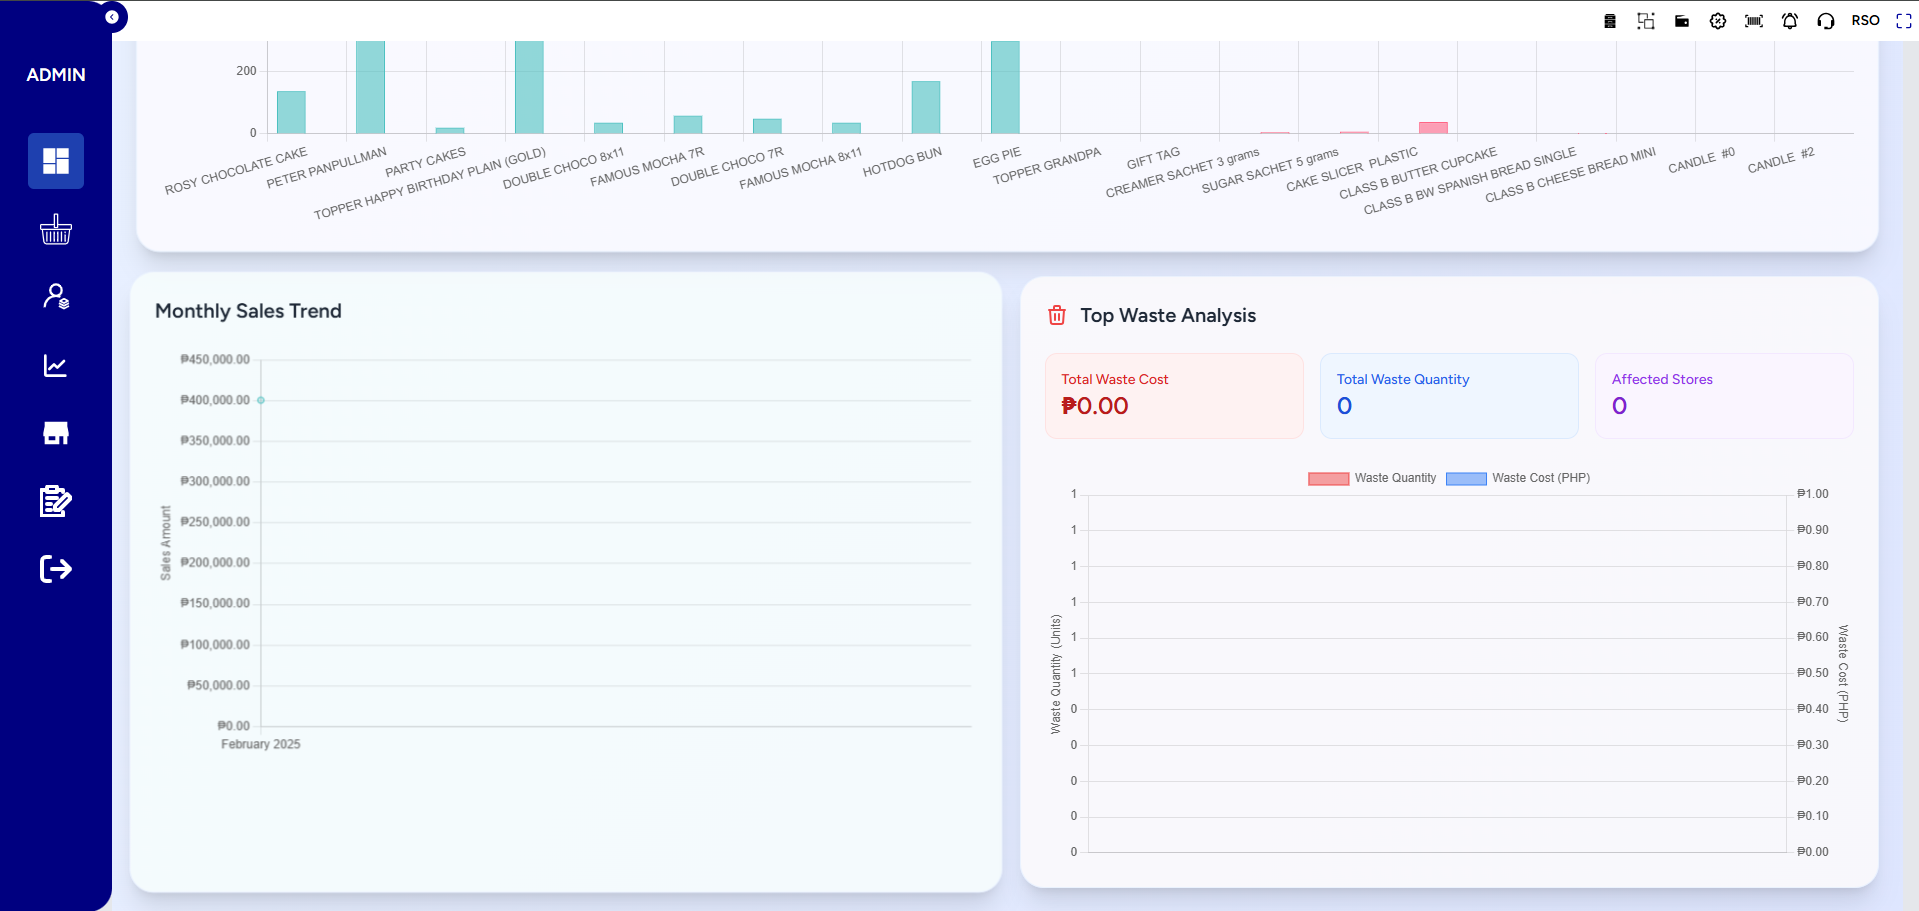 RSO
ADMIN
200
0
ROSY CHOCOLATE CAKE
PETER PANPULLMAN
PARTY CAKES
TOPPER HAPPY BIRTHDAY PLAIN (GOLD)
DOUBLE CHOCO 8x11
FAMOUS MOCHA 7R
DOUBLE CHOCO 7R
FAMOUS MOCHA 8x11
HOTDOG BUN
EGG PIE
TOPPER GRANDPA
GIFT TAG
CREAMER SACHET 3 grams
SUGAR SACHET 5 grams
CAKE SLICER  PLASTIC
CLASS B BUTTER CUPCAKE
CLASS B BW SPANISH BREAD SINGLE
CLASS B CHEESE BREAD MINI
CANDLE  #0
CANDLE  #2
Monthly Sales Trend
₱450,000.00
₱400,000.00
₱350,000.00
₱300,000.00
₱250,000.00
₱200,000.00
₱150,000.00
₱100,000.00
₱50,000.00
₱0.00
Sales Amount
February 2025
Top Waste Analysis
Total Waste Cost
₱0.00
Total Waste Quantity
0
Affected Stores
0
Waste Quantity
Waste Cost (PHP)
1
1
1
1
1
1
0
0
0
0
0
Waste Quantity (Units)
₱1.00
₱0.90
₱0.80
₱0.70
₱0.60
₱0.50
₱0.40
₱0.30
₱0.20
₱0.10
₱0.00
Waste Cost (PHP)